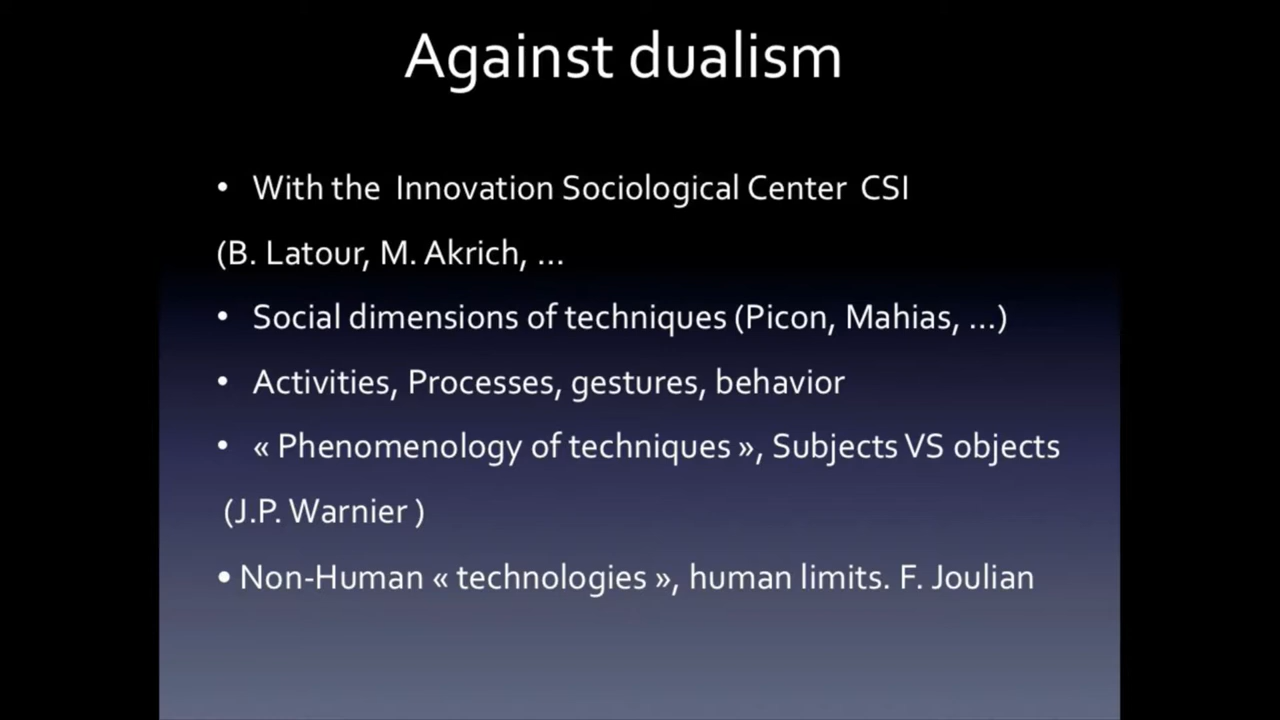 Against dualism
• With the Innovation Sociological Center CSI
(B. Latour, M. Akrich, ...
• Social dimensions of techniques (Picon, Mahias, ...)
• Activities, Processes, gestures, behavior
• « Phenomenology of techniques », Subjects VS objects
(J.P. Warnier )
• Non-Human « technologies », human limits. F. Joulian